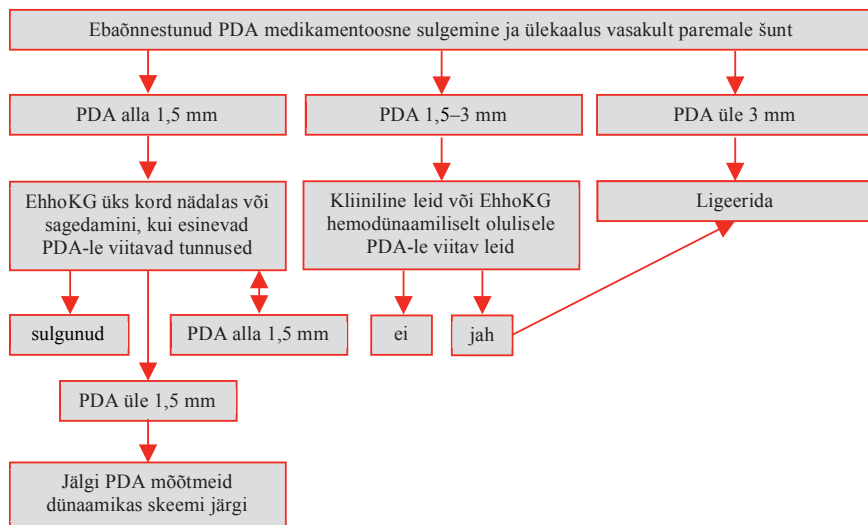 Ebaõnnestunud PDA medikamentoosne sulgemine ja ülekaalus vasakult paremale šunt
PDA alla 1,5 mm
PDA 1,5–3 mm
PDA üle 3 mm
EhhoKG üks kord nädalas või
sagedamini, kui esinevad
PDA-le viitavad tunnused
Kliiniline leid või EhhoKG
hemodünaamiliselt olulisele
PDA-le viitav leid
Ligeerida
sulgunud
PDA alla 1,5 mm
ei
jah
PDA üle 1,5 mm
Jälgi PDA mõõtmeid
dünaamikas skeemi järgi